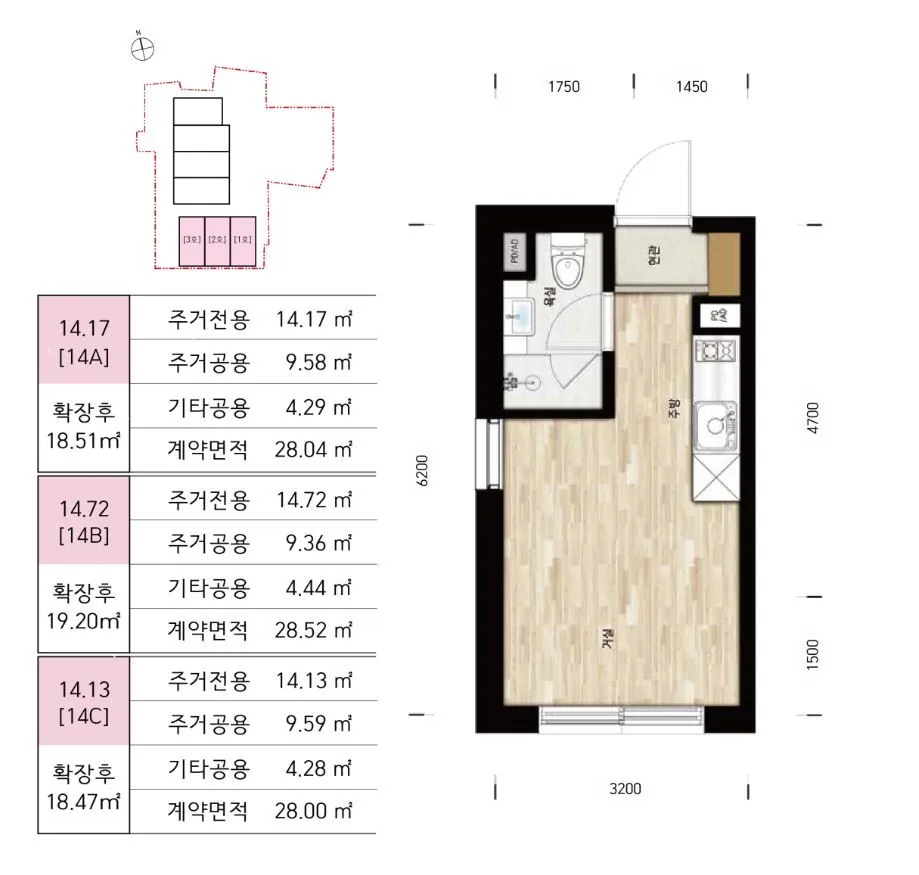 N
[3호] [2호] [1호]
14.17
[14A]
확장후
18.51㎡
주거전용 14.17 ㎡
주거공용 9.58 ㎡
기타공용 4.29 ㎡
계약면적 28.04 ㎡
14.72
[14B]
확장후
19.20㎡
주거전용 14.72 ㎡
주거공용 9.36 ㎡
기타공용 4.44 ㎡
계약면적 28.52 ㎡
14.13
[14C]
확장후
18.47㎡
주거전용 14.13 ㎡
주거공용 9.59 ㎡
기타공용 4.28 ㎡
계약면적 28.00 ㎡
1750 1450
PD/AD
욕실
현관
PD
/AD
주방
거실
6200
4700
1500
3200